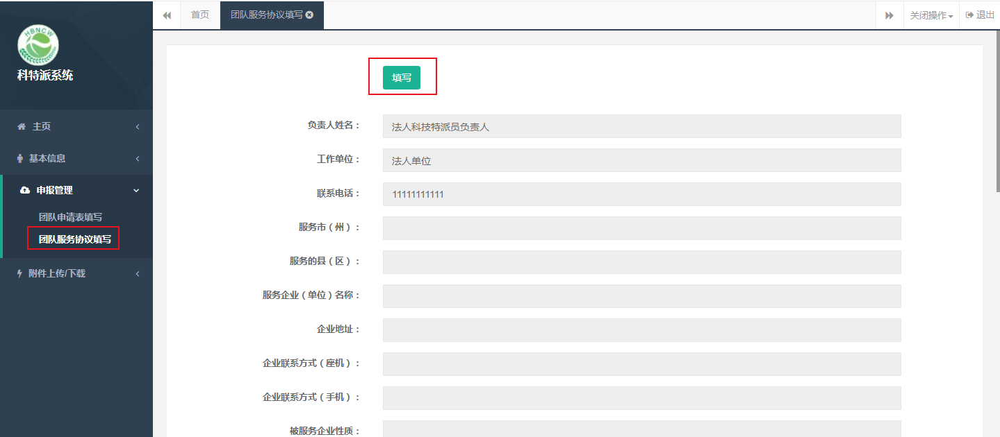 HBNCW
科特派系统
主页
基本信息
申报管理
团队申请表填写
团队服务协议填写
附件上传/下载
首页
团队服务协议填写
关闭操作
退出
填写
负责人姓名：
法人科技特派员负责人
工作单位：
法人单位
联系电话：
11111111111
服务市（州）：
服务的县（区）：
服务企业（单位）名称：
企业地址：
企业联系方式（座机）：
企业联系方式（手机）：
被服务企业性质：